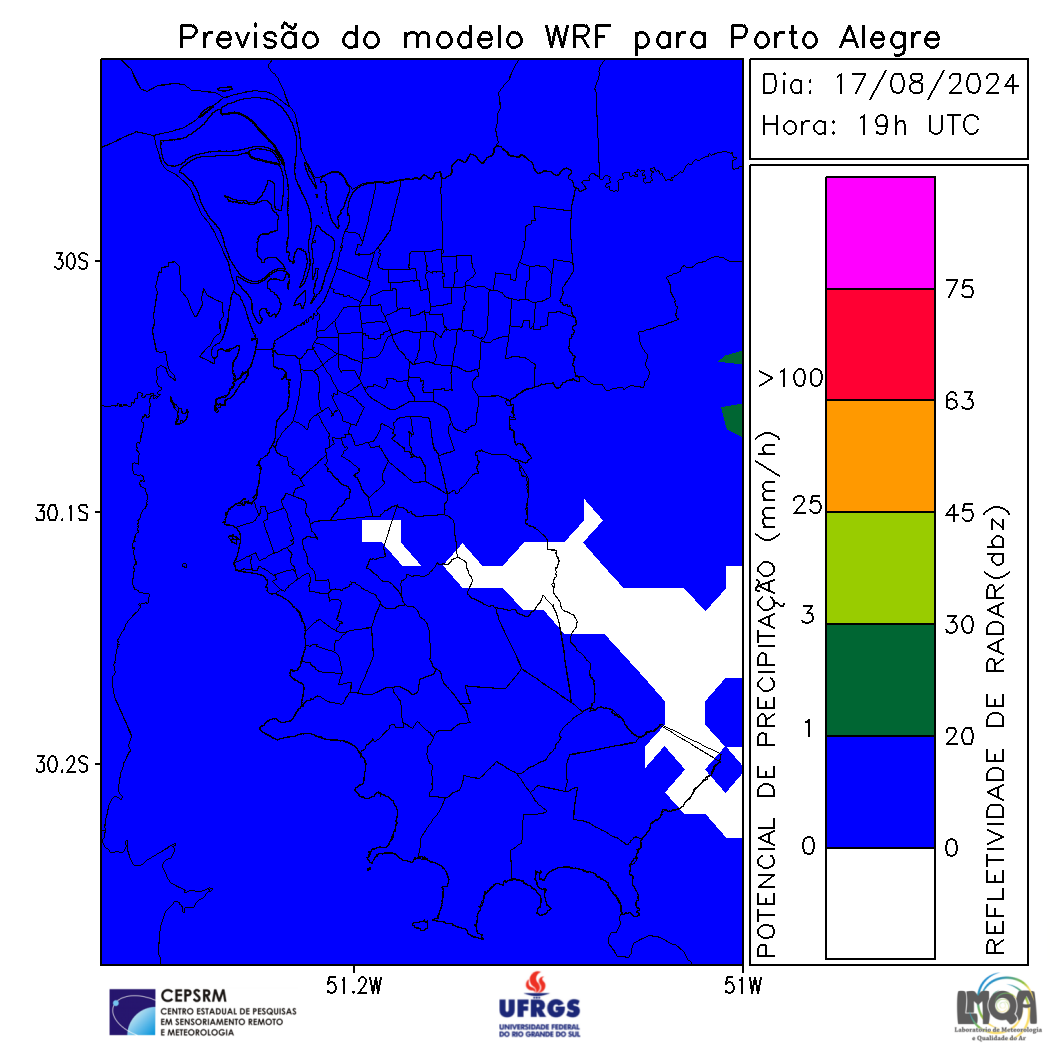 Previsão do modelo WRF para Porto Alegre
Dia: 17/08/2024
Hora: 19h UTC
30S
30.1S
30.2S
51.2W
51W
POTENCIAL DE PRECIPITAÇÃO (mm/h)
>100
25
3
1
0
75
63
45
30
20
0
REFLETIVIDADE DE RADAR(dbz)
CEPSRM
CENTRO ESTADUAL DE PESQUISAS
EM SENSORIAMENTO REMOTO
E METEOROLOGIA
UFRGS
UNIVERSIDADE FEDERAL
DO RIO GRANDE DO SUL
LMQA
Laboratório de Meteorologia
e Qualidade do Ar